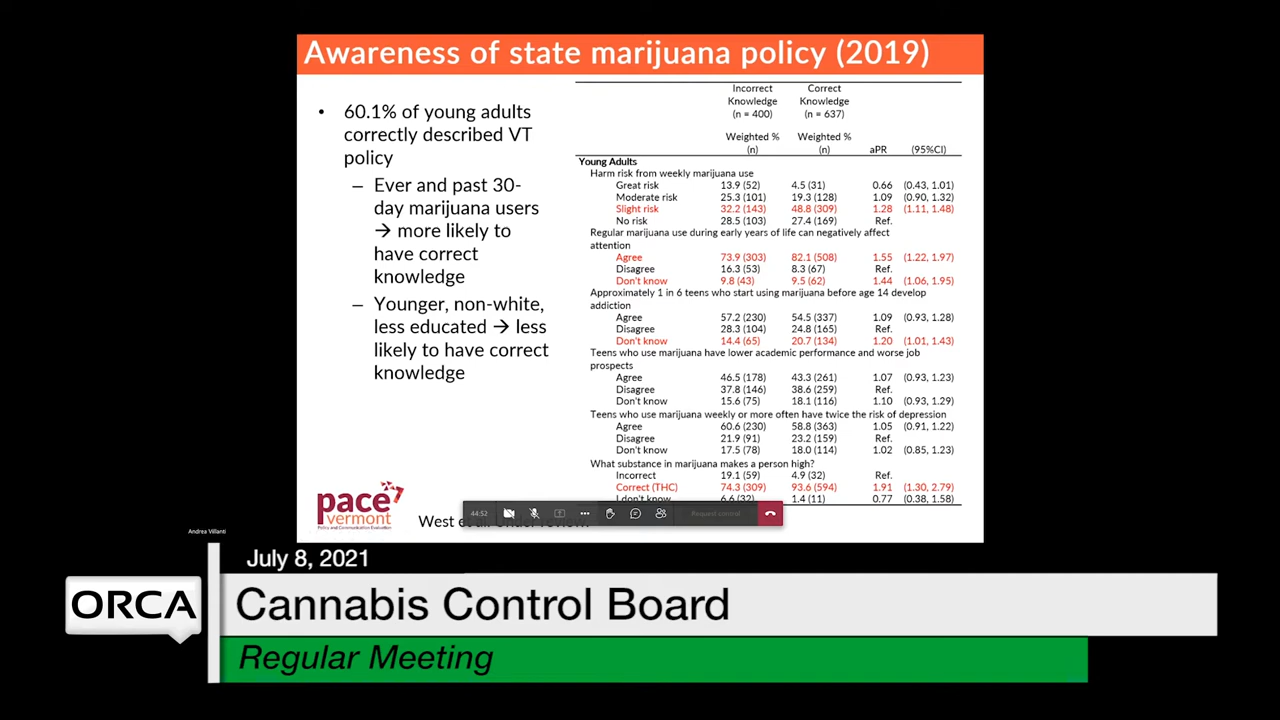 Awareness of state marijuana policy (2019)
• 60.1% of young adults
correctly described VT
policy
– Ever and past 30-
day marijuana users
→ more likely to
have correct
knowledge
– Younger, non-white,
less educated → less
likely to have correct
knowledge
Incorrect Correct
Knowledge Knowledge
(n = 400) (n = 637)
Weighted % Weighted %
(n) (n) aPR (95%CI)
Young Adults
Harm risk from weekly marijuana use
Great risk 13.9 (52) 4.5 (31) 0.66 (0.43, 1.01)
Moderate risk 25.3 (101) 19.3 (128) 1.09 (0.90, 1.32)
Slight risk 32.2 (143) 48.8 (309) 1.28 (1.11, 1.48)
No risk 28.5 (103) 27.4 (169) Ref.
Regular marijuana use during early years of life can negatively affect
attention
Agree 73.9 (303) 82.1 (508) 1.55 (1.22, 1.97)
Disagree 16.3 (53) 8.3 (67) Ref.
Don't know 9.8 (43) 9.5 (62) 1.44 (1.06, 1.95)
Approximately 1 in 6 teens who start using marijuana before age 14 develop
addiction
Agree 57.2 (230) 54.5 (337) 1.09 (0.93, 1.28)
Disagree 28.3 (104) 24.8 (165) Ref.
Don't know 14.4 (65) 20.7 (134) 1.20 (1.01, 1.43)
Teens who use marijuana have lower academic performance and worse job
prospects
Agree 46.5 (178) 43.3 (261) 1.07 (0.93, 1.23)
Disagree 37.8 (146) 38.6 (259) Ref.
Don't know 15.6 (75) 18.1 (116) 1.10 (0.93, 1.29)
Teens who use marijuana weekly or more often have twice the risk of depression
Agree 60.6 (230) 58.8 (363) 1.05 (0.91, 1.22)
Disagree 21.9 (91) 23.2 (159) Ref.
Don't know 17.5 (78) 18.0 (114) 1.02 (0.85, 1.23)
What substance in marijuana makes a person high?
Incorrect 19.1 (59) 4.9 (32) Ref.
Correct (THC) 74.3 (309) 93.6 (594) 1.91 (1.30, 2.79)
I don't know 6.6 (32) 1.4 (11) 0.77 (0.38, 1.58)
pace
vermont
Policy and Communication Evaluation
West et al. Under review.
44:52 Request control
Andrea Villanti
July 8, 2021
ORCA
Cannabis Control Board
Regular Meeting